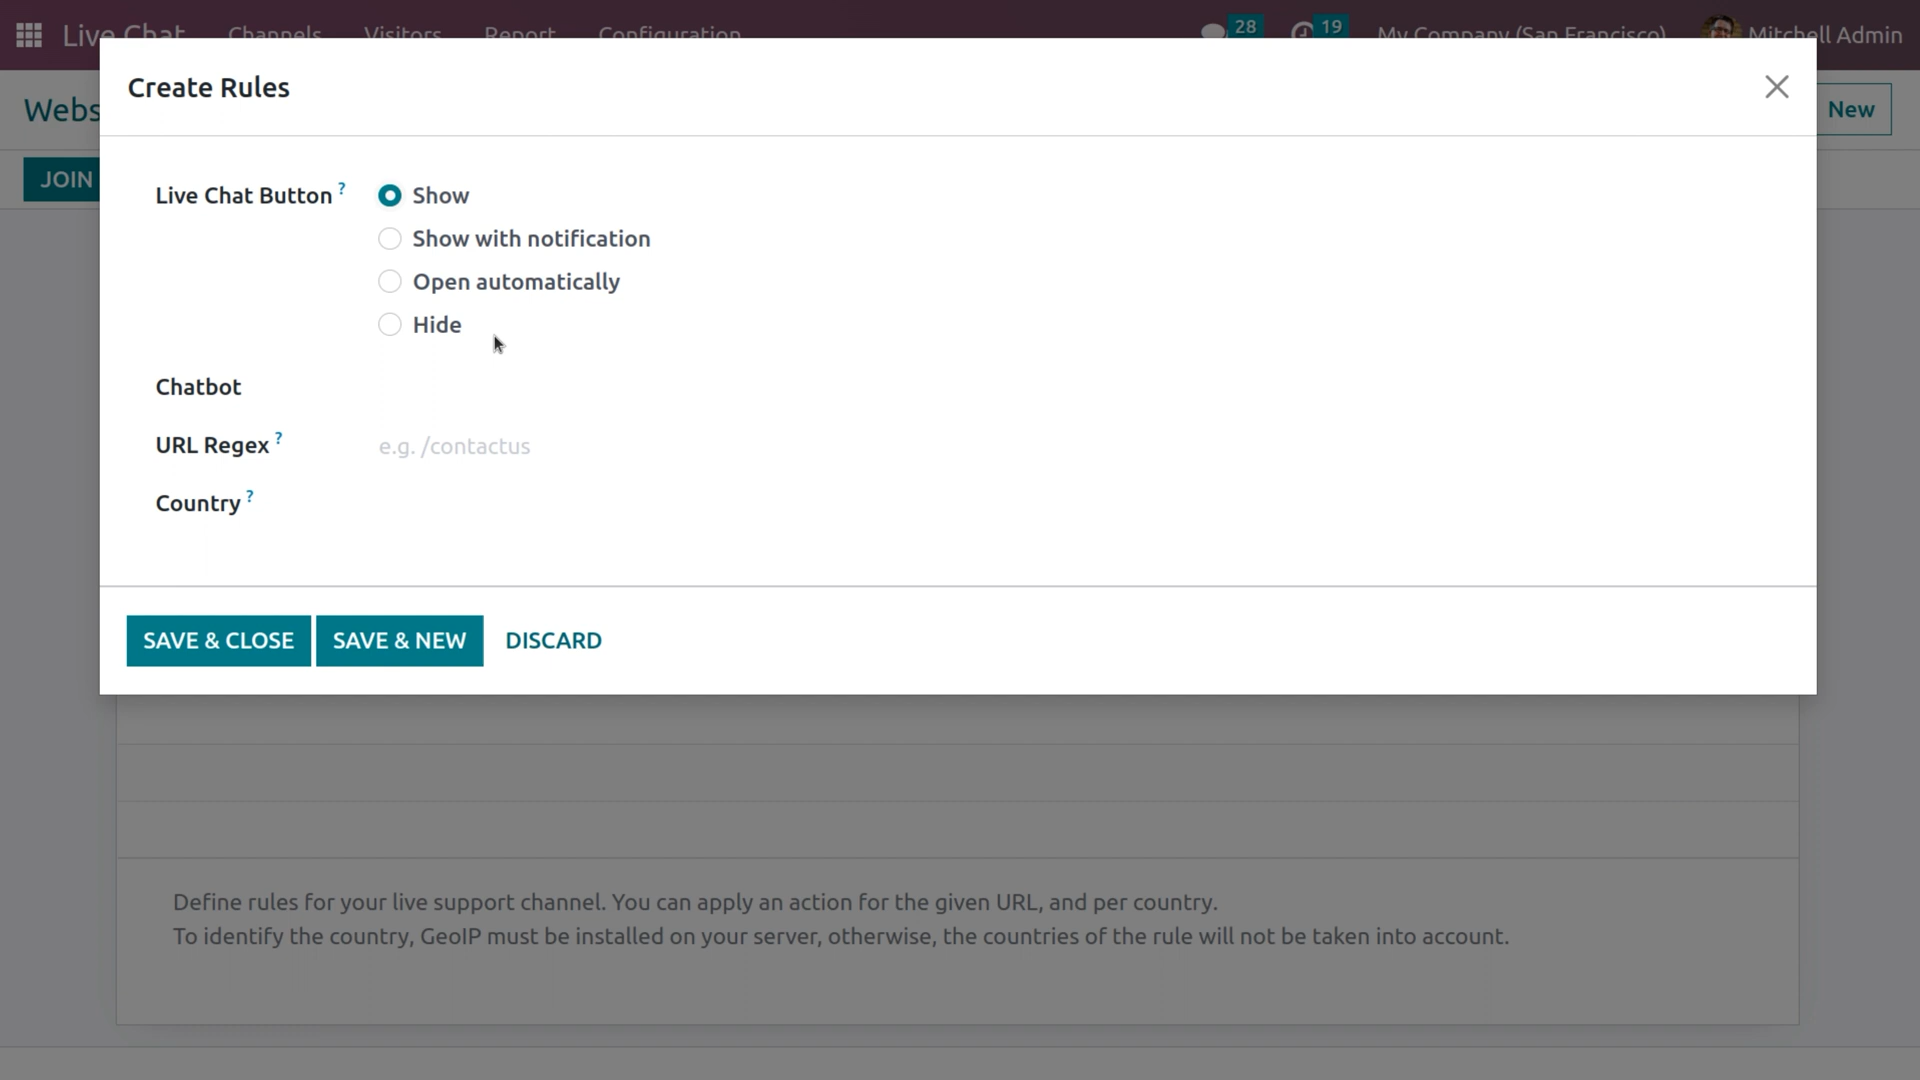 Live Chat Channels Visitors Report Configuration 28 19 My Company (San Francisco) Mitchell Admin
Create Rules
Webs
New
JOIN
Live Chat Button ?
Show
Show with notification
Open automatically
Hide
Chatbot
URL Regex ?
e.g. /contactus
Country ?
SAVE & CLOSE SAVE & NEW DISCARD
Define rules for your live support channel. You can apply an action for the given URL, and per country.
To identify the country, GeoIP must be installed on your server, otherwise, the countries of the rule will not be taken into account.